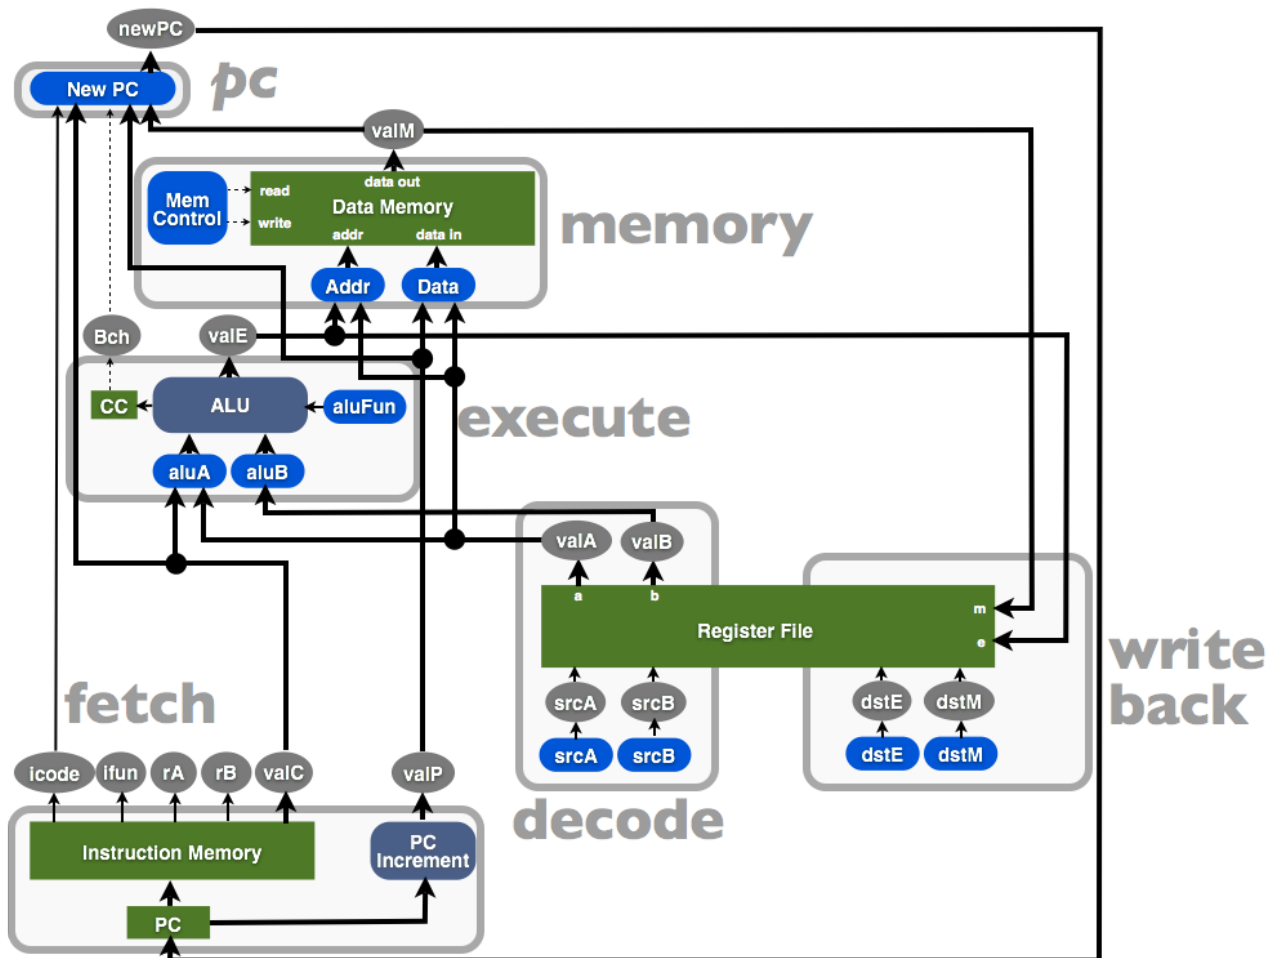 newPC
New PC
pc
valM
Mem
Control
read
write
data out
Data Memory
addr
data in
memory
Addr
Data
Bch
valE
CC
ALU
aluFun
execute
aluA
aluB
valA
valB
a
b
m
Register File
e
write
back
fetch
srcA
srcB
dstE
dstM
srcA
srcB
dstE
dstM
icode
ifun
rA
rB
valC
valP
decode
Instruction Memory
PC
Increment
PC